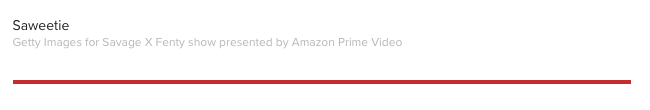 Saweetie
Getty Images for Savage X Fenty show presented by Amazon Prime Video